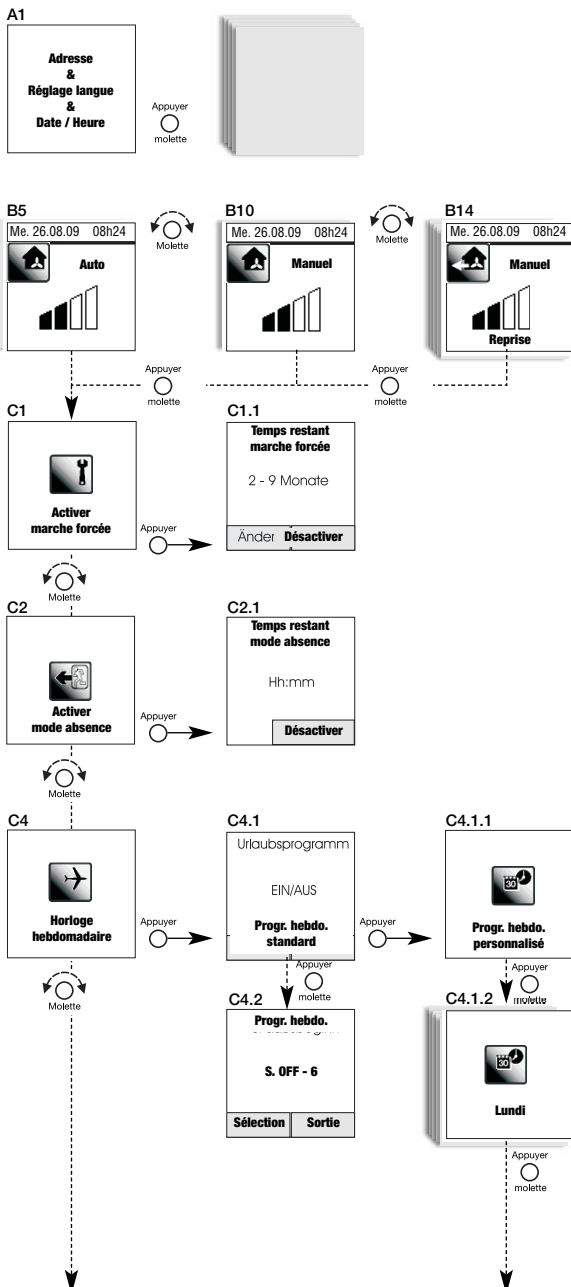 A1
Adresse
&
Réglage langue
&
Date / Heure
Appuyer
molette
B5
Me. 26.08.09 08h24
Auto
Molette
B10
Me. 26.08.09 08h24
Manuel
Molette
B14
Me. 26.08.09 08h24
Manuel
Reprise
Appuyer
molette
Appuyer
molette
C1
Activer
marche forcée
Appuyer
C1.1
Temps restant
marche forcée
2 - 9 Monate
Änder Désactiver
Molette
C2
Activer
mode absence
Appuyer
C2.1
Temps restant
mode absence
Hh:mm
Désactiver
Molette
C4
Horloge
hebdomadaire
Appuyer
C4.1
Urlaubsprogramm
EIN/AUS
Progr. hebdo.
standard
Appuyer
C4.1.1
30
Progr. hebdo.
personnalisé
Molette
Appuyer
molette
Appuyer
molette
C4.2
Progr. hebdo.
S. OFF - 6
Sélection Sortie
C4.1.2
30
Lundi
Appuyer
molette